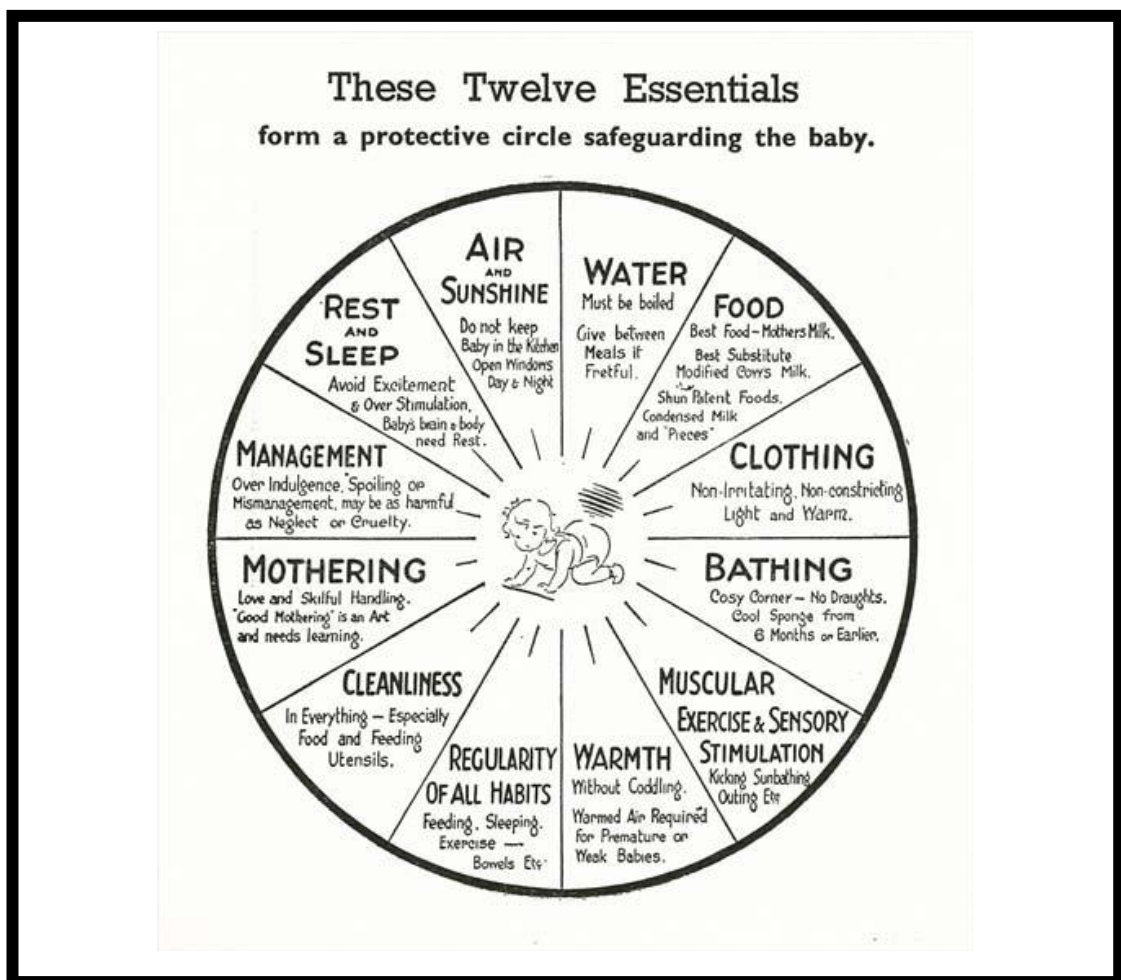 These Twelve Essentials
form a protective circle safeguarding the baby.
AIR
AND
SUNSHINE
Do not keep
Baby in the Kitchen
Open Windows
Day & Night
WATER
Must be boiled
Give between
Meals if
Fretful.
FOOD
Best Food - Mothers Milk.
Best Substitute
Modified Cow's Milk.
Shun Patent Foods.
Condensed Milk
and "Pieces"
CLOTHING
Non-Irritating, Non-constricting
Light and Warm.
BATHING
Cosy Corner - No Draughts.
Cool Sponge from
6 Months or Earlier.
MUSCULAR
EXERCISE & SENSORY
STIMULATION
Kicking Sunbathing
Outing Etc
WARMTH
Without Coddling.
Warmed Air Required
for Premature or
Weak Babies.
REGULARITY
OF ALL HABITS
Feeding, Sleeping.
Exercise —
Bowels Etc.
CLEANLINESS
In Everything - Especially
Food and Feeding
Utensils.
MOTHERING
Love and Skilful Handling.
"Good Mothering" is an Art
and needs learning.
MANAGEMENT
Over Indulgence, "Spoiling or
Mismanagement, may be as harmful
as Neglect or Cruelty.
REST
AND
SLEEP
Avoid Excitement
& Over Stimulation,
Baby's brain & body
need Rest.